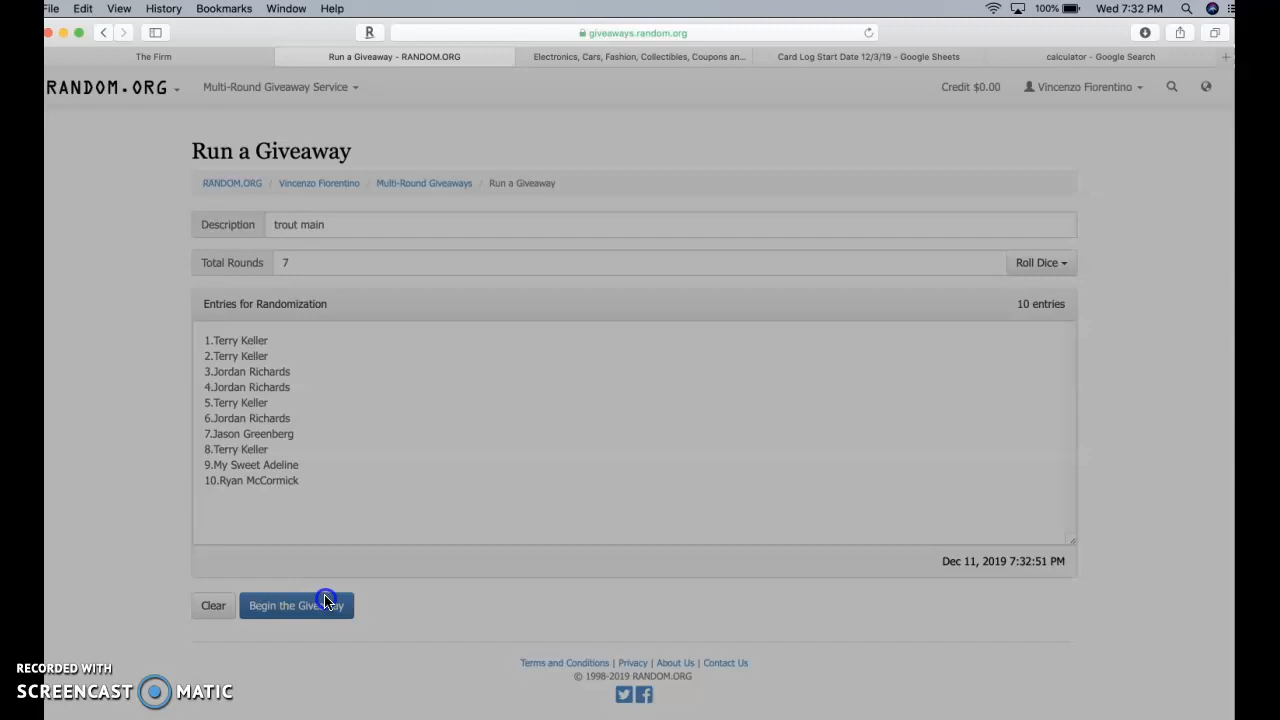 File Edit View History Bookmarks Window Help 100% Wed 7:32 PM
R giveaways.random.org
The Firm Run a Giveaway - RANDOM.ORG Electronics, Cars, Fashion, Collectibles, Coupons an... Card Log Start Date 12/3/19 - Google Sheets calculator - Google Search
RANDOM.ORG Multi-Round Giveaway Service Credit $0.00 Vincenzo Fiorentino
Run a Giveaway
RANDOM.ORG / Vincenzo Fiorentino / Multi-Round Giveaways / Run a Giveaway
Description trout main
Total Rounds 7 Roll Dice
Entries for Randomization 10 entries
1.Terry Keller
2.Terry Keller
3.Jordan Richards
4.Jordan Richards
5.Terry Keller
6.Jordan Richards
7.Jason Greenberg
8.Terry Keller
9.My Sweet Adeline
10.Ryan McCormick
Dec 11, 2019 7:32:51 PM
Clear Begin the Giveaway
Terms and Conditions | Privacy | About Us | Contact Us
© 1998-2019 RANDOM.ORG
RECORDED WITH
SCREENCAST MATIC